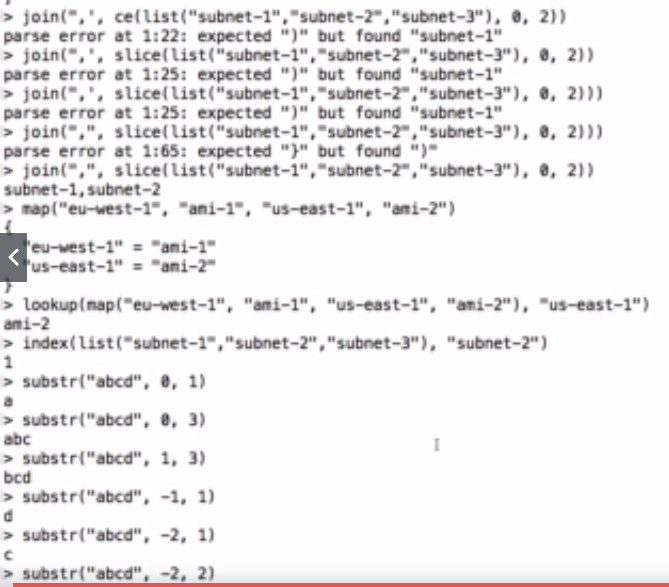 > join(",', ce(list("subnet-1","subnet-2","subnet-3"), 0, 2))
parse error at 1:22: expected ")" but found "subnet-1"
> join(",', slice(list("subnet-1","subnet-2","subnet-3"), 0, 2))
parse error at 1:25: expected ")" but found "subnet-1"
> join(",', slice(list("subnet-1","subnet-2","subnet-3"), 0, 2)))
parse error at 1:25: expected ")" but found "subnet-1"
> join(",", slice(list("subnet-1","subnet-2","subnet-3"), 0, 2)))
parse error at 1:65: expected "}" but found ")"
> join(",", slice(list("subnet-1","subnet-2","subnet-3"), 0, 2))
subnet-1,subnet-2
> map("eu-west-1", "ami-1", "us-east-1", "ami-2")
{
"eu-west-1" = "ami-1"
"us-east-1" = "ami-2"
}
> lookup(map("eu-west-1", "ami-1", "us-east-1", "ami-2"), "us-east-1")
ami-2
> index(list("subnet-1","subnet-2","subnet-3"), "subnet-2")
1
> substr("abcd", 0, 1)
a
> substr("abcd", 0, 3)
abc
> substr("abcd", 1, 3)
bcd
> substr("abcd", -1, 1)
d
> substr("abcd", -2, 1)
c
> substr("abcd", -2, 2)